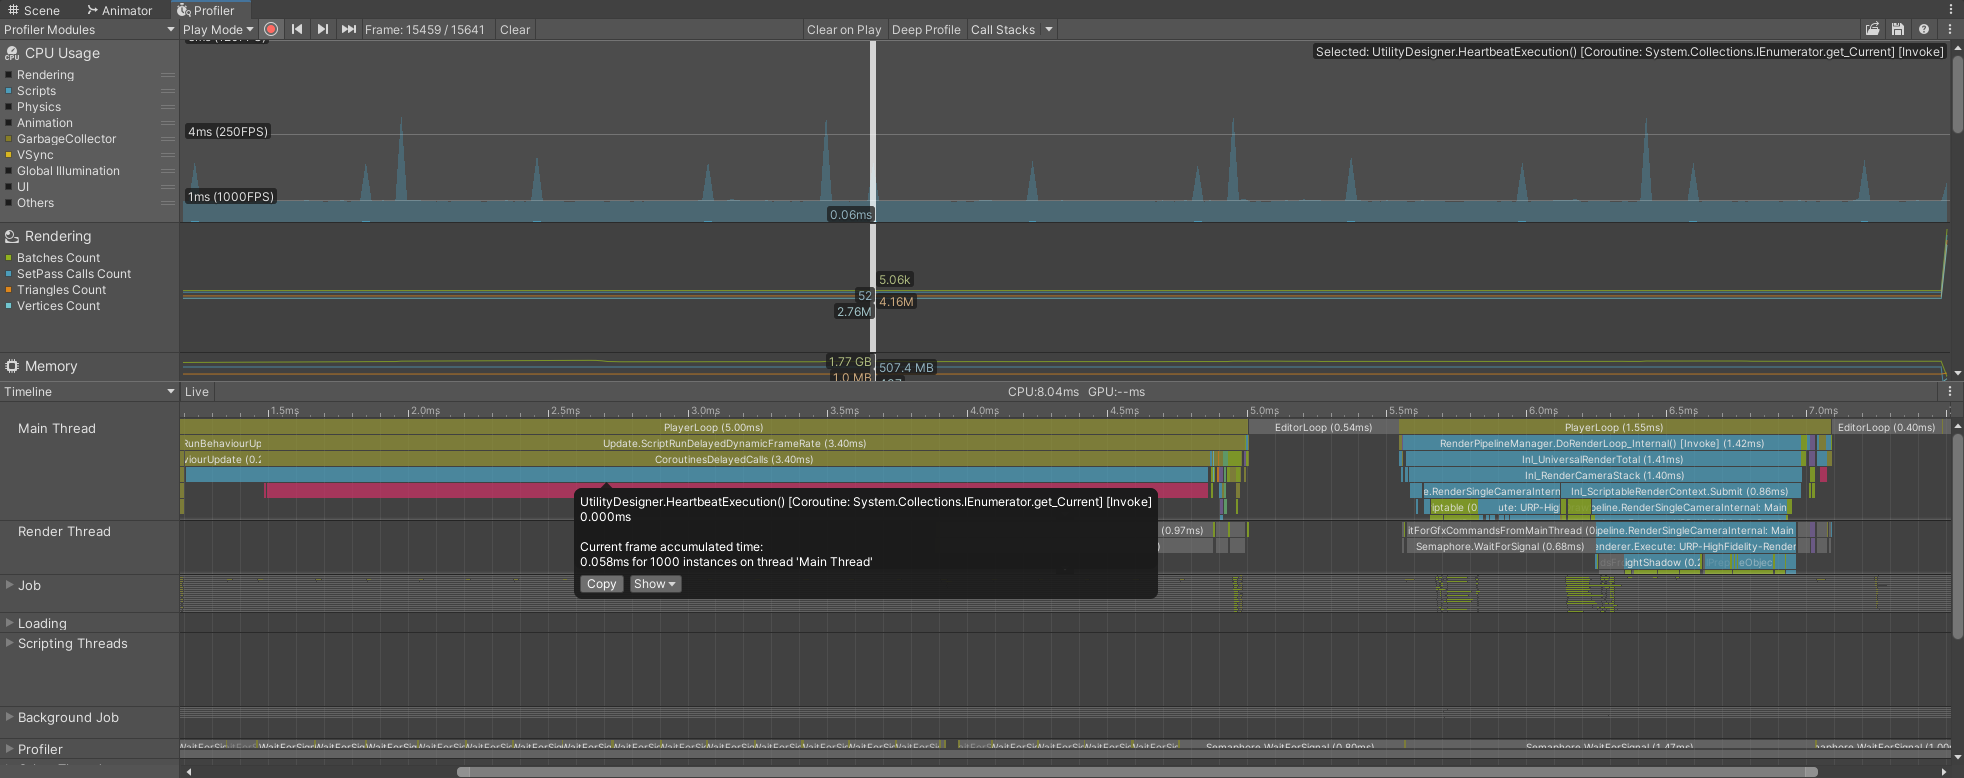 Scene
Animator
Profiler
Profiler Modules
Play Mode
Frame: 15459 / 15641
Clear
Clear on Play
Deep Profile
Call Stacks
CPU Usage
Selected: UtilityDesigner.HeartbeatExecution() [Coroutine: System.Collections.IEnumerator.get_Current] [Invoke]
Rendering
Scripts
Physics
Animation
GarbageCollector
VSync
Global Illumination
UI
Others
4ms (250FPS)
1ms (1000FPS)
0.06ms
Rendering
Batches Count
SetPass Calls Count
Triangles Count
Vertices Count
5.06k
52
4.16M
2.76M
Memory
1.77 GB
507.4 MB
1.0 MB
Timeline
Live
CPU:8.04ms GPU:--ms
1.5ms 2.0ms 2.5ms 3.0ms 3.5ms 4.0ms 4.5ms 5.0ms 5.5ms 6.0ms 6.5ms 7.0ms
Main Thread
PlayerLoop (5.00ms)
EditorLoop (0.54ms)
PlayerLoop (1.55ms)
EditorLoop (0.40ms)
RunBehaviourUp
Update.ScriptRunDelayedDynamicFrameRate (3.40ms)
RenderPipelineManager.DoRenderLoop_Internal() [Invoke] (1.42ms)
viourUpdate (0.2
CoroutinesDelayedCalls (3.40ms)
Inl_UniversalRenderTotal (1.41ms)
Inl_RenderCameraStack (1.40ms)
e.RenderSingleCameraIntern
Inl_ScriptableRenderContext.Submit (0.86ms)
iptable (0
ute: URP-Hig
peline.RenderSingleCameraInternal: Main
UtilityDesigner.HeartbeatExecution() [Coroutine: System.Collections.IEnumerator.get_Current] [Invoke]
0.000ms
Current frame accumulated time:
0.058ms for 1000 instances on thread 'Main Thread'
Copy
Show
Render Thread
(0.97ms)
itForGfxCommandsFromMainThread (0
peline.RenderSingleCameraInternal: Main
Semaphore.WaitForSignal (0.68ms)
enderer.Execute: URP-HighFidelity-Render
ightShadow (0.2
eObjec
Job
Loading
Scripting Threads
Background Job
Profiler
Semaphore.WaitForSignal (0.80ms)
Semaphore.WaitForSignal (1.47ms)